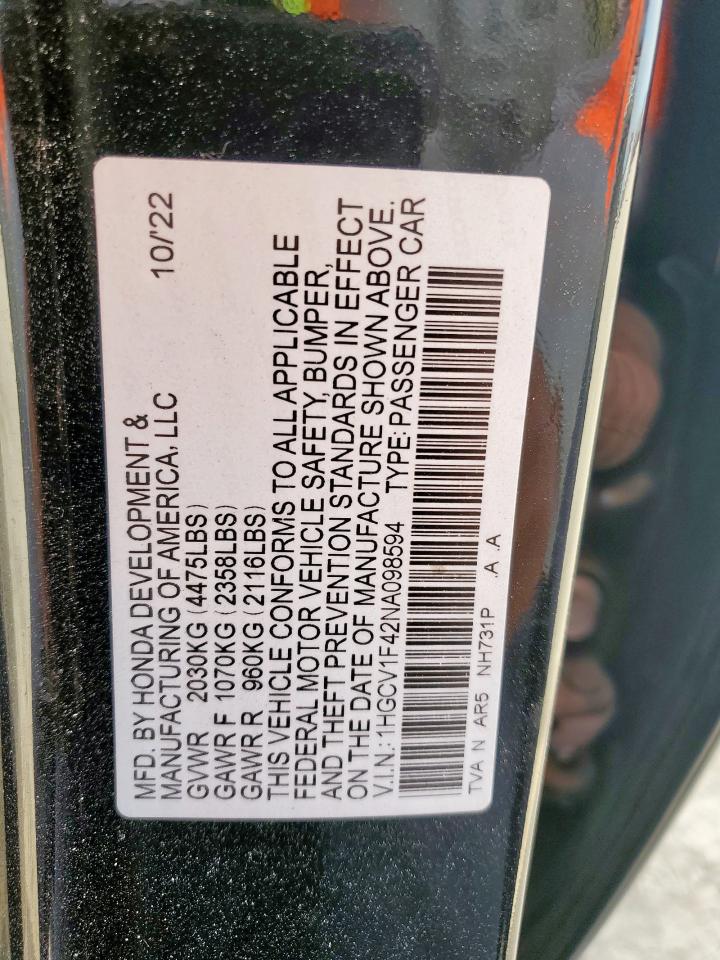 MFD. BY HONDA DEVELOPMENT &
MANUFACTURING OF AMERICA, LLC 10/'22
GVWR 2030KG (4475LBS)
GAWR F 1070KG (2358LBS)
GAWR R 960KG (2116LBS)
THIS VEHICLE CONFORMS TO ALL APPLICABLE
FEDERAL MOTOR VEHICLE SAFETY, BUMPER,
AND THEFT PREVENTION STANDARDS IN EFFECT
ON THE DATE OF MANUFACTURE SHOWN ABOVE.
V.I.N.: 1HGCV1F42NA098594 TYPE: PASSENGER CAR
TVA N AR5 NH731P .A .A